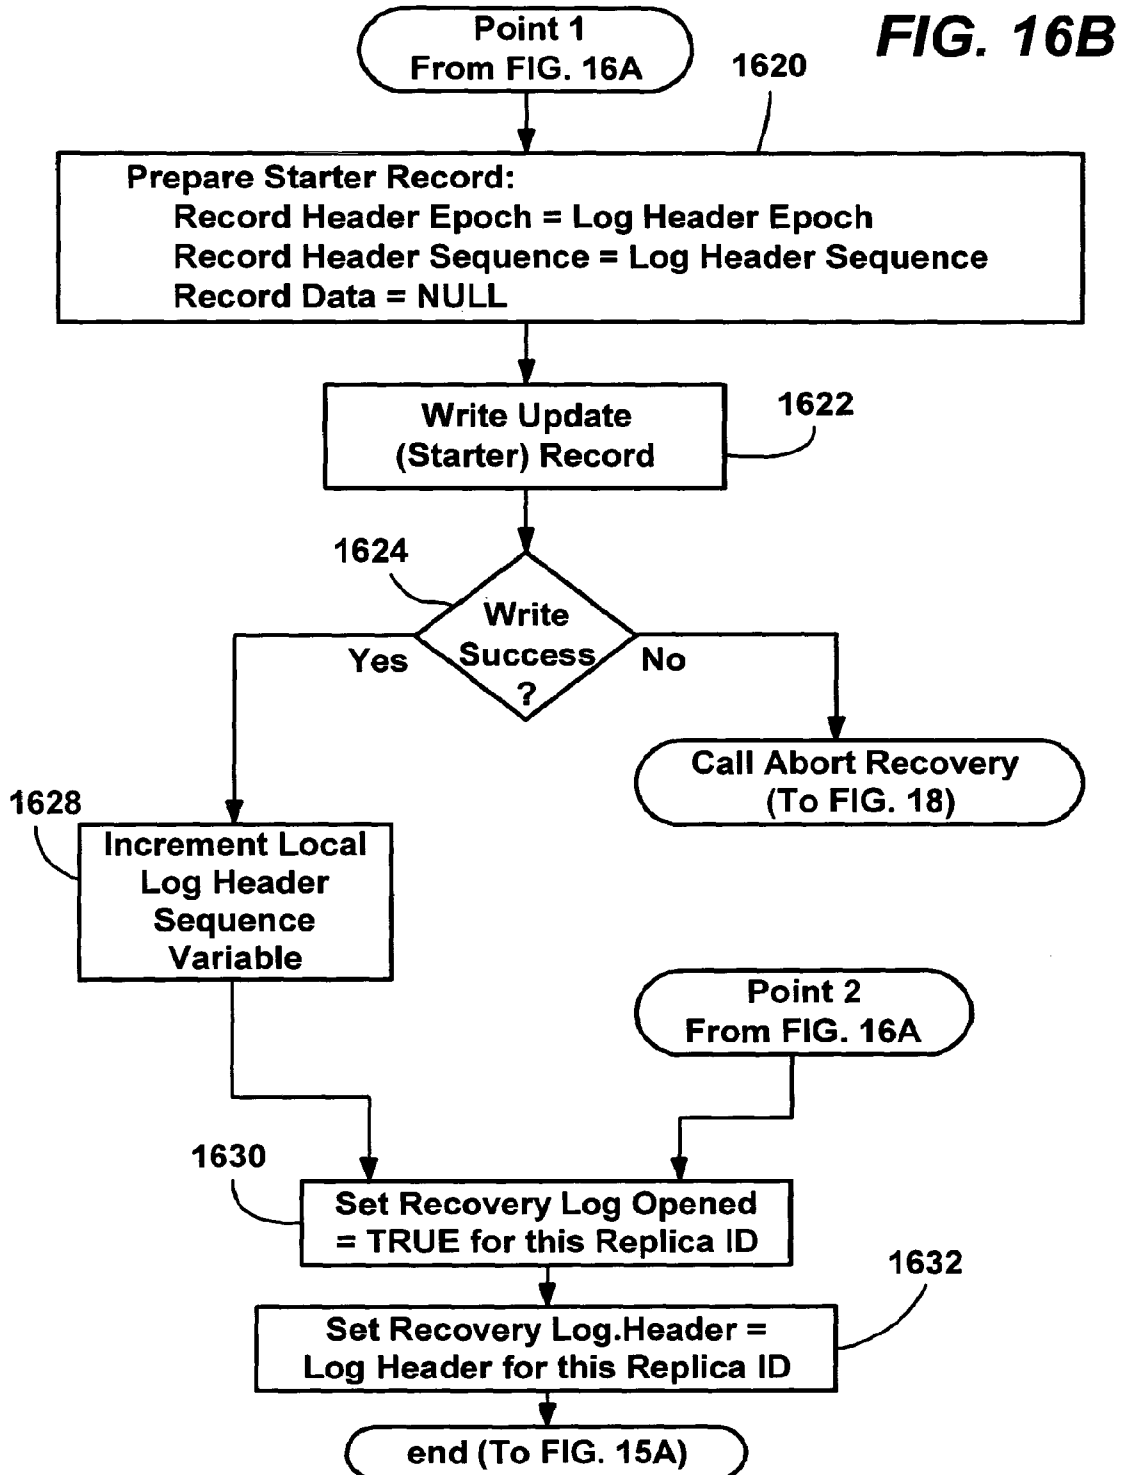 Point 1
From FIG. 16A
FIG. 16B
1620
Prepare Starter Record:
Record Header Epoch = Log Header Epoch
Record Header Sequence = Log Header Sequence
Record Data = NULL
Write Update
(Starter) Record
1622
1624
Write
Success
?
Yes
No
Call Abort Recovery
(To FIG. 18)
1628
Increment Local
Log Header
Sequence
Variable
Point 2
From FIG. 16A
1630
Set Recovery Log Opened
= TRUE for this Replica ID
1632
Set Recovery Log.Header =
Log Header for this Replica ID
end (To FIG. 15A)